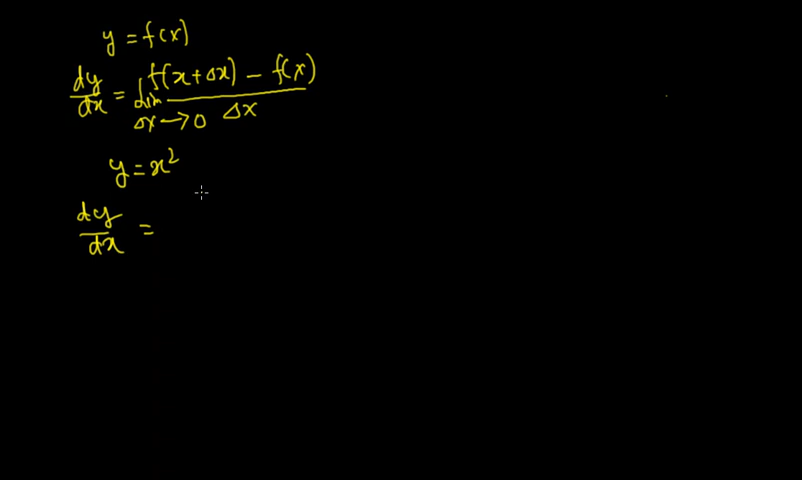 y = f(x)
dy/dx = lim Δx→0 f(x+Δx) − f(x) / Δx
y = x²
dy/dx =